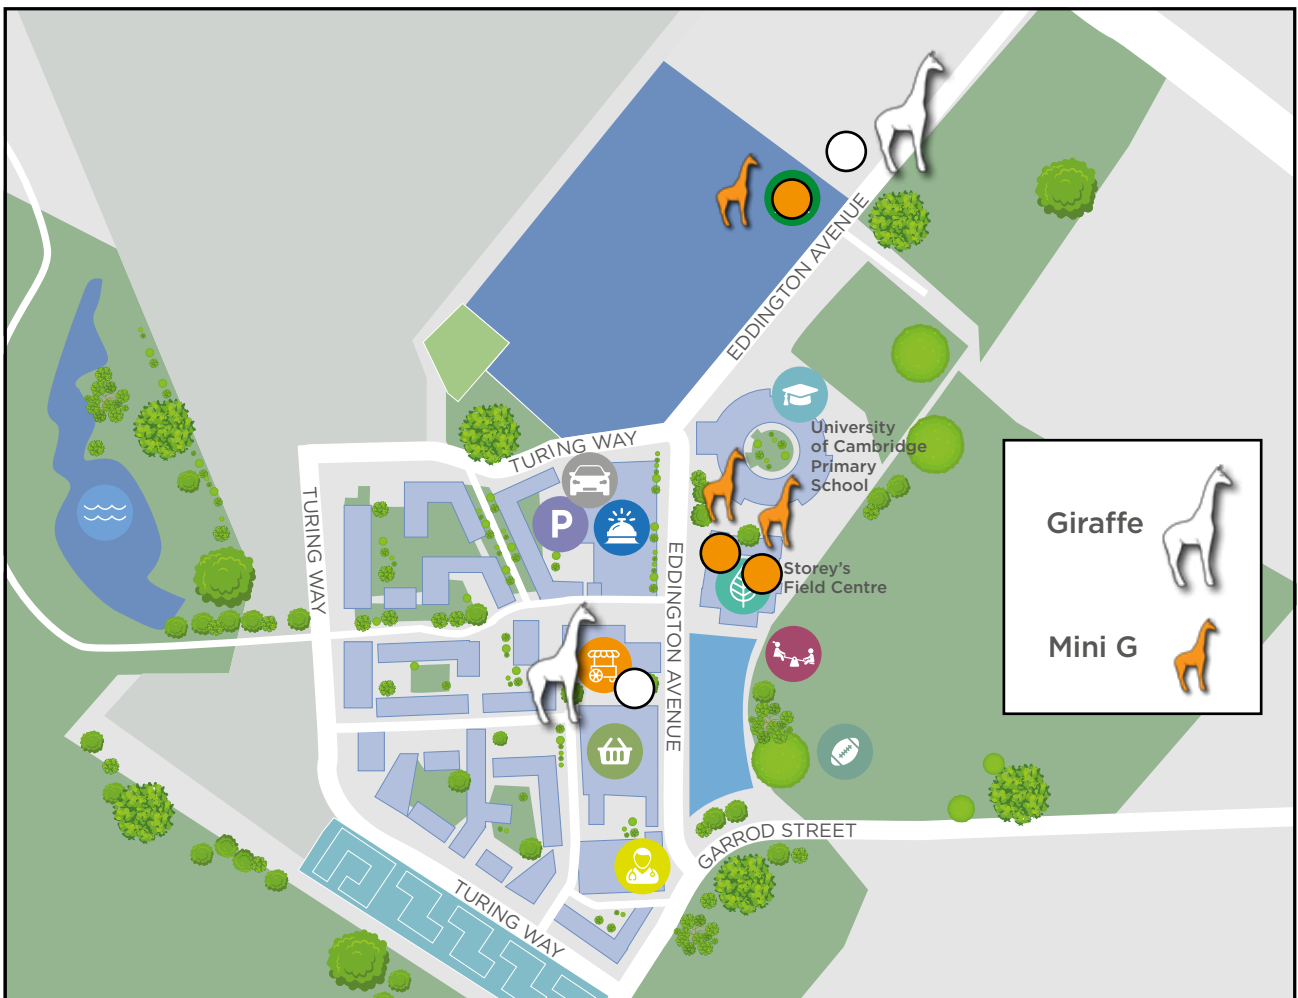 EDDINGTON AVENUE
University
of Cambridge
Primary
School
TURING WAY
TURING WAY
P
Giraffe
EDDINGTON AVENUE
Storey's
Field Centre
Mini G
GARROD STREET
TURING WAY